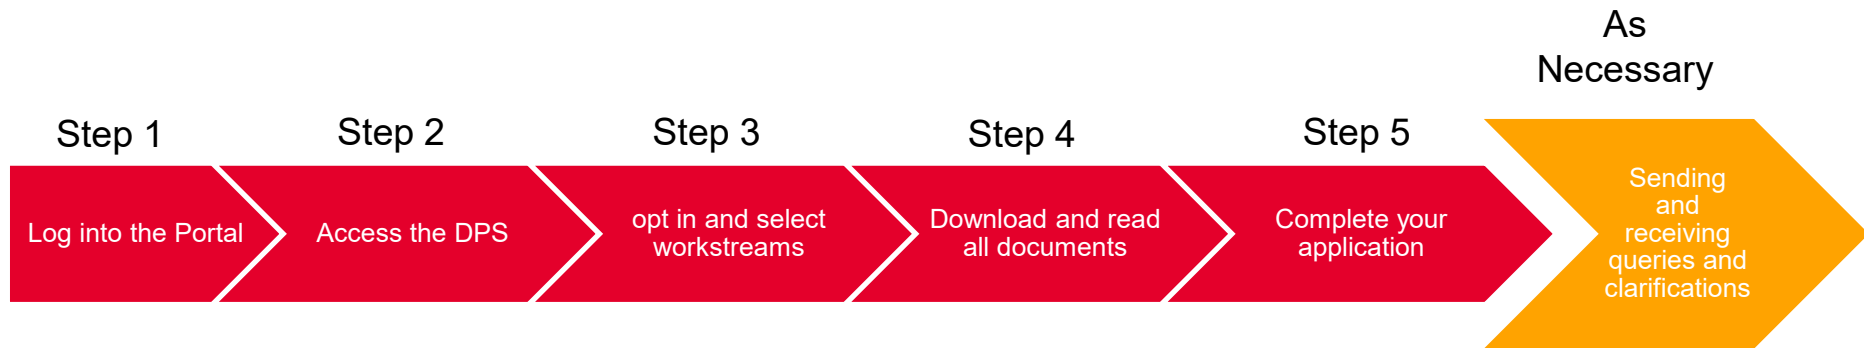 Step 1
Log into the Portal
Step 2
Access the DPS
Step 3
opt in and select
workstreams
Step 4
Download and read
all documents
Step 5
Complete your
application
As
Necessary
Sending
and
receiving
queries and
clarifications